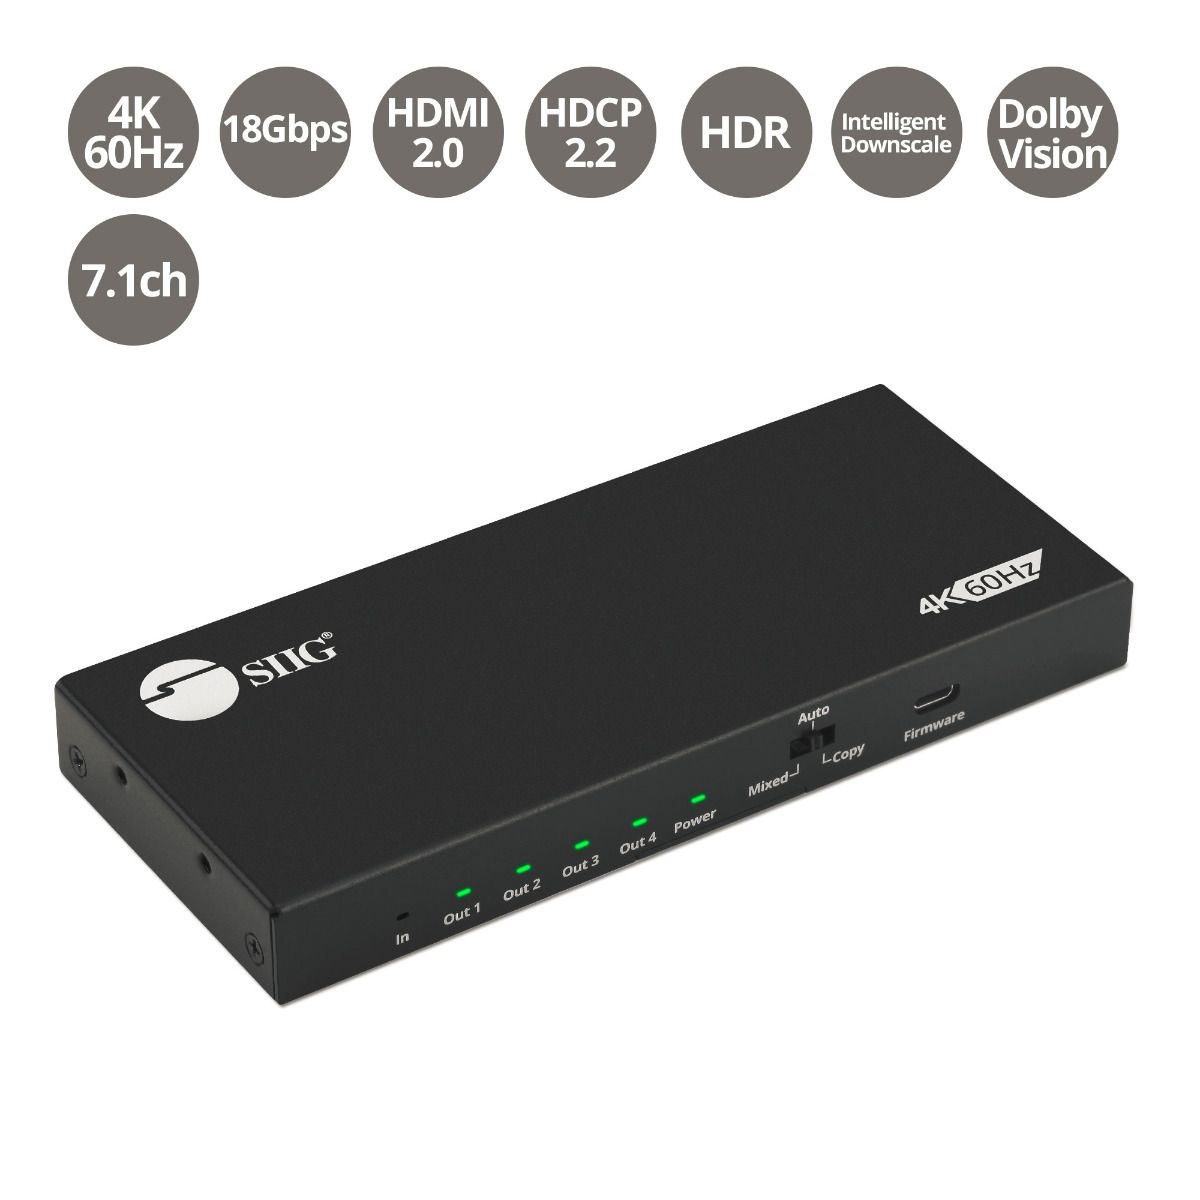 4K
60Hz
18Gbps
HDMI
2.0
HDCP
2.2
HDR
Intelligent
Downscale
Dolby
Vision
7.1ch
SIIG®
4K 60Hz
In
Out 1
Out 2
Out 3
Out 4
Power
Mixed
Auto
Copy
Firmware